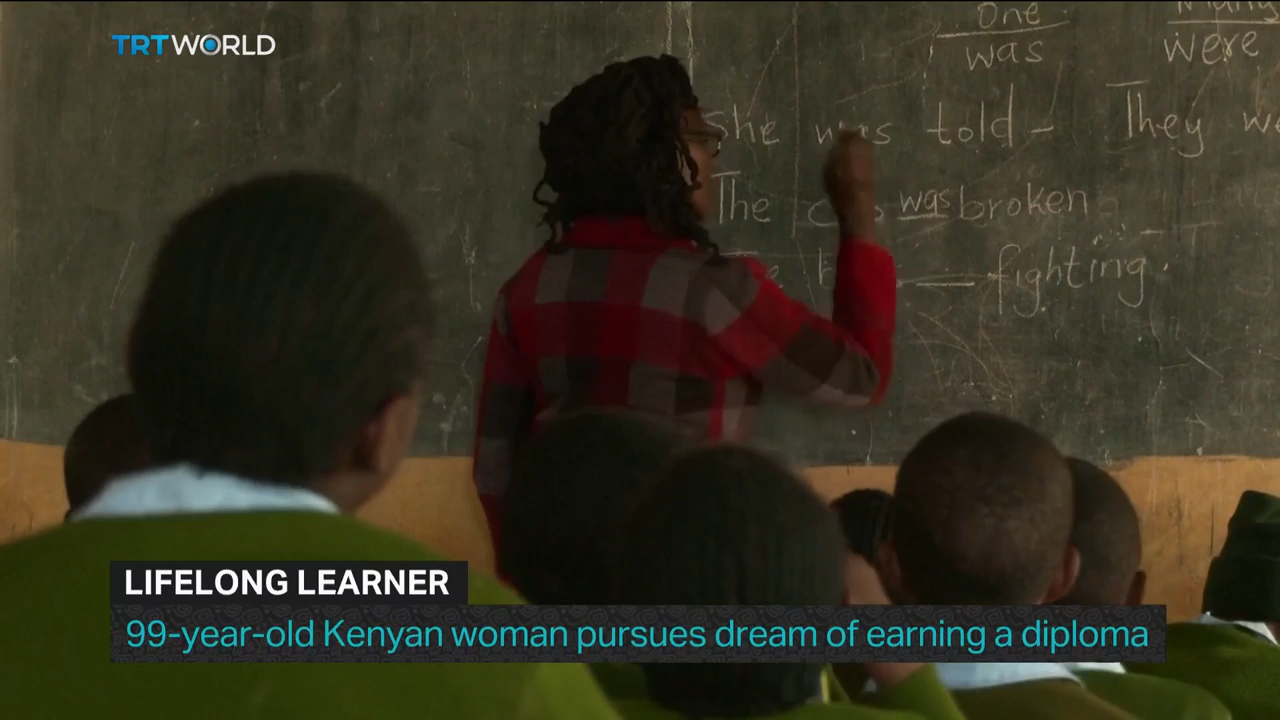 TRT WORLD
One
was
were
she was told - They
The was broken
fighting.
LIFELONG LEARNER
99-year-old Kenyan woman pursues dream of earning a diploma